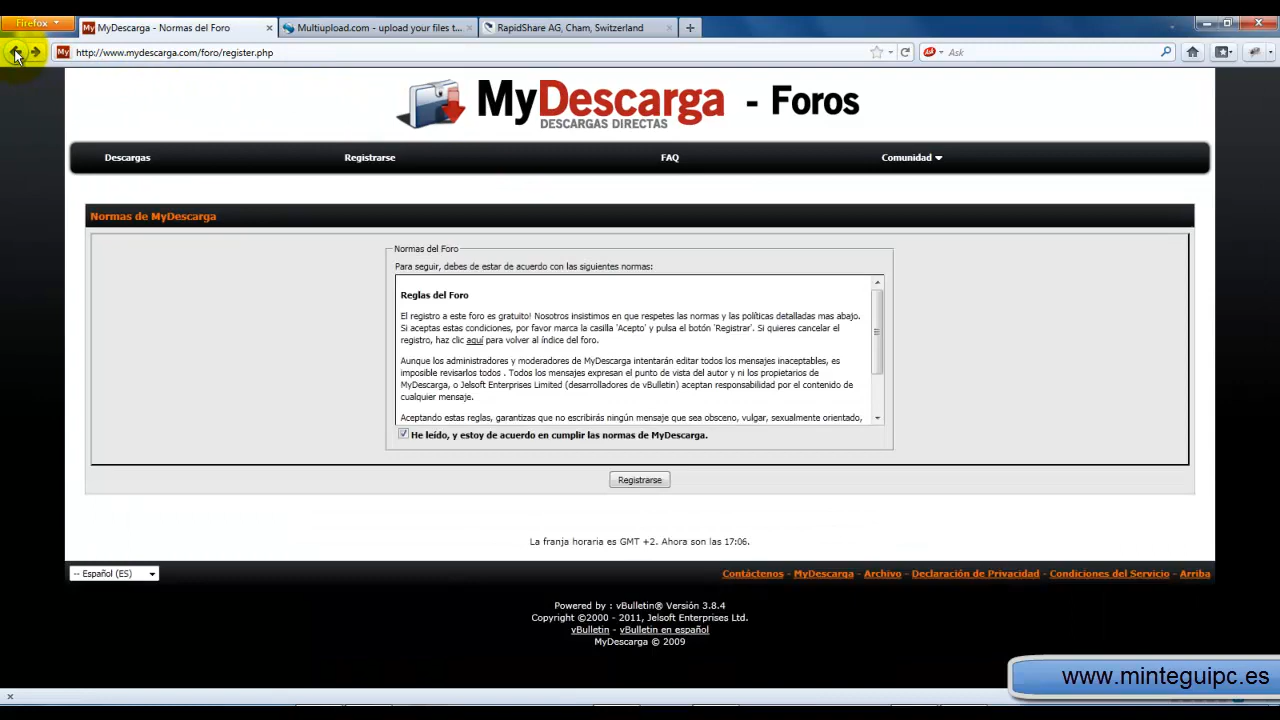 Firefox
My MyDescarga - Normas del Foro
Multiupload.com - upload your files t...
RapidShare AG, Cham, Switzerland
My http://www.mydescarga.com/foro/register.php
Ask
MyDescarga - Foros
DESCARGAS DIRECTAS
Descargas Registrarse FAQ Comunidad
Normas de MyDescarga
Normas del Foro
Para seguir, debes de estar de acuerdo con las siguientes normas:
Reglas del Foro
El registro a este foro es gratuito! Nosotros insistimos en que respetes las normas y las políticas detalladas mas abajo.
Si aceptas estas condiciones, por favor marca la casilla 'Acepto' y pulsa el botón 'Registrar'. Si quieres cancelar el
registro, haz clic aquí para volver al índice del foro.
Aunque los administradores y moderadores de MyDescarga intentarán editar todos los mensajes inaceptables, es
imposible revisarlos todos . Todos los mensajes expresan el punto de vista del autor y ni los propietarios de
MyDescarga, o Jelsoft Enterprises Limited (desarrolladores de vBulletin) aceptan responsabilidad por el contenido de
cualquier mensaje.
Aceptando estas reglas, garantizas que no escribirás ningún mensaje que sea obsceno, vulgar, sexualmente orientado,
He leído, y estoy de acuerdo en cumplir las normas de MyDescarga.
Registrarse
La franja horaria es GMT +2. Ahora son las 17:06.
-- Español (ES)
Contáctenos - MyDescarga - Archivo - Declaración de Privacidad - Condiciones del Servicio - Arriba
Powered by : vBulletin® Versión 3.8.4
Copyright ©2000 - 2011, Jelsoft Enterprises Ltd.
vBulletin - vBulletin en español
MyDescarga © 2009
www.minteguipc.es